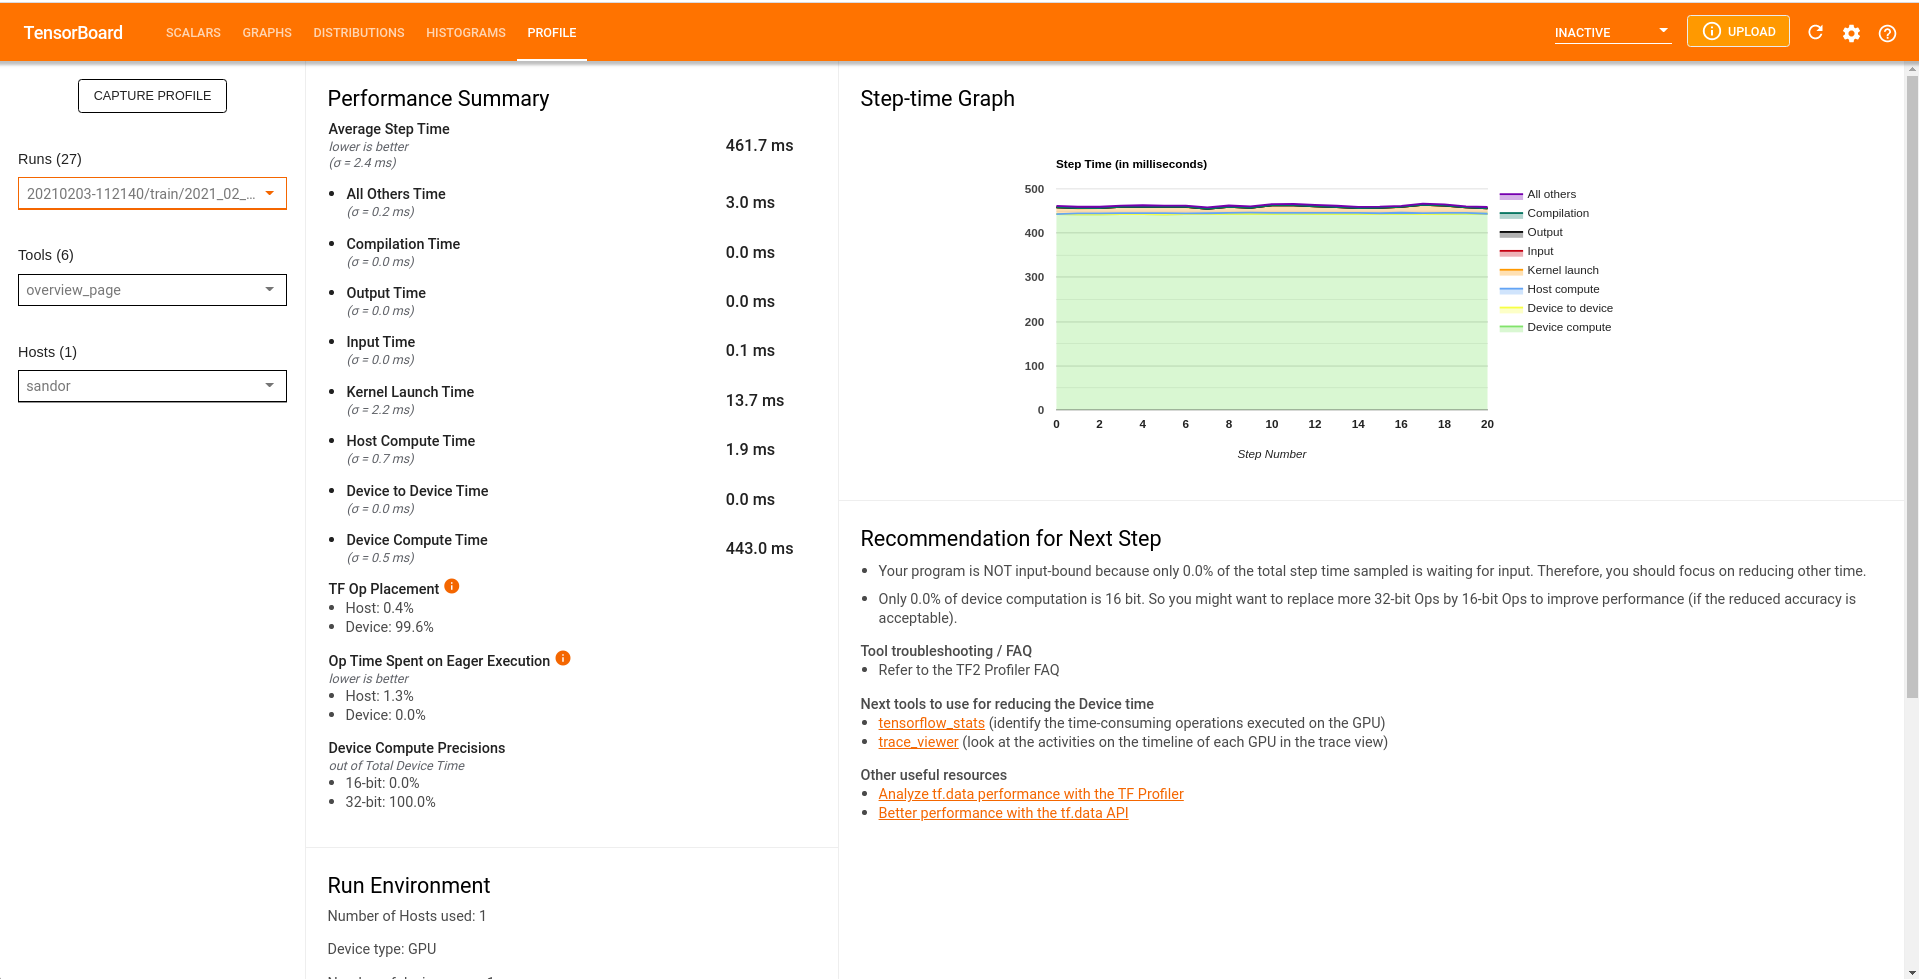 TensorBoard
SCALARS
GRAPHS
DISTRIBUTIONS
HISTOGRAMS
PROFILE
INACTIVE
UPLOAD
CAPTURE PROFILE
Runs (27)
20210203-112140/train/2021_02_...
Tools (6)
overview_page
Hosts (1)
sandor
Performance Summary
Average Step Time
lower is better
(σ = 2.4 ms)
461.7 ms
All Others Time
(σ = 0.2 ms)
3.0 ms
Compilation Time
(σ = 0.0 ms)
0.0 ms
Output Time
(σ = 0.0 ms)
0.0 ms
Input Time
(σ = 0.0 ms)
0.1 ms
Kernel Launch Time
(σ = 2.2 ms)
13.7 ms
Host Compute Time
(σ = 0.7 ms)
1.9 ms
Device to Device Time
(σ = 0.0 ms)
0.0 ms
Device Compute Time
(σ = 0.5 ms)
443.0 ms
TF Op Placement
Host: 0.4%
Device: 99.6%
Op Time Spent on Eager Execution
lower is better
Host: 1.3%
Device: 0.0%
Device Compute Precisions
out of Total Device Time
16-bit: 0.0%
32-bit: 100.0%
Run Environment
Number of Hosts used: 1
Device type: GPU
Step-time Graph
Step Time (in milliseconds)
500
400
300
200
100
0
0 2 4 6 8 10 12 14 16 18 20
Step Number
All others
Compilation
Output
Input
Kernel launch
Host compute
Device to device
Device compute
Recommendation for Next Step
Your program is NOT input-bound because only 0.0% of the total step time sampled is waiting for input. Therefore, you should focus on reducing other time.
Only 0.0% of device computation is 16 bit. So you might want to replace more 32-bit Ops by 16-bit Ops to improve performance (if the reduced accuracy is
acceptable).
Tool troubleshooting / FAQ
Refer to the TF2 Profiler FAQ
Next tools to use for reducing the Device time
tensorflow_stats (identify the time-consuming operations executed on the GPU)
trace_viewer (look at the activities on the timeline of each GPU in the trace view)
Other useful resources
Analyze tf.data performance with the TF Profiler
Better performance with the tf.data API